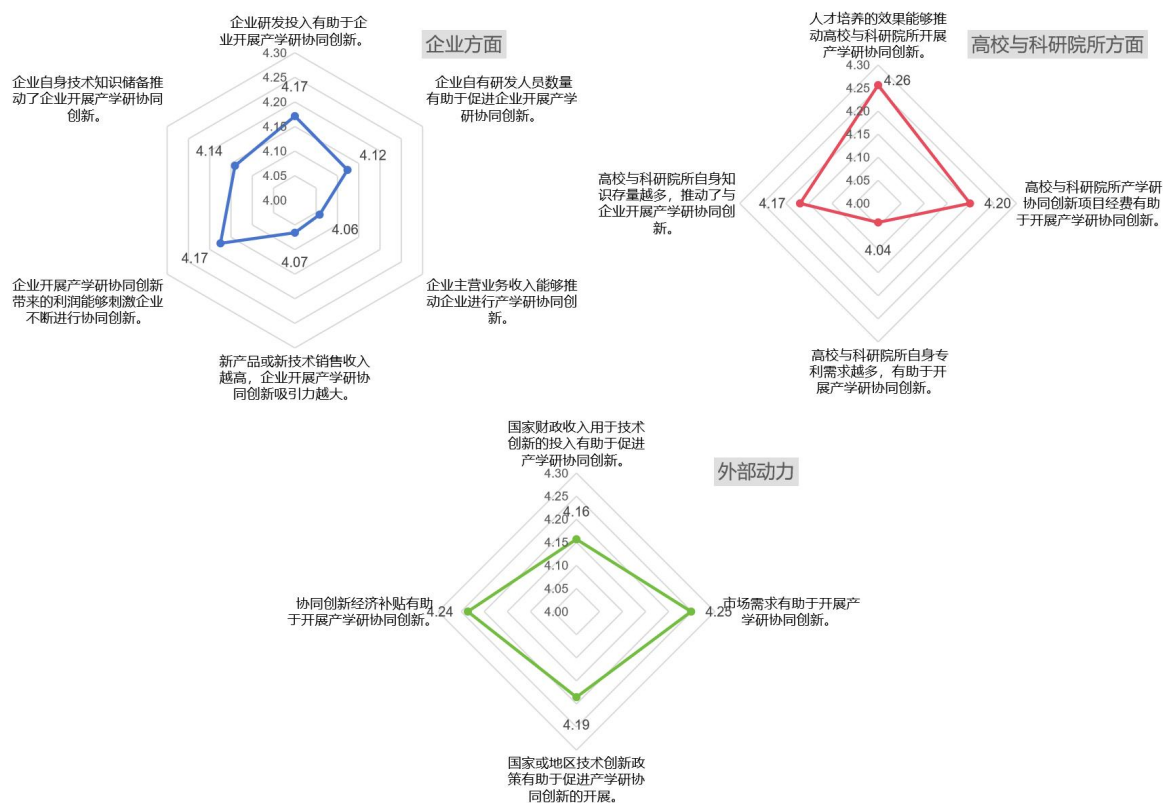 企业方面
企业研发投入有助于企
业开展产学研协同创新。
企业自有研发人员数量
有助于促进企业开展产学
研协同创新。
企业主营业务收入能够推
动企业进行产学研协同创
新。
新产品或新技术销售收入
越高，企业开展产学研协
同创新吸引力越大。
企业开展产学研协同创新
带来的利润能够刺激企业
不断进行协同创新。
企业自身技术知识储备推
动了企业开展产学研协同
创新。
4.30
4.25
4.20
4.15
4.10
4.05
4.00
4.17
4.12
4.06
4.07
4.17
4.14
高校与科研院所方面
人才培养的效果能够推
动高校与科研院所开展
产学研协同创新。
高校与科研院所产学研
协同创新项目经费有助
于开展产学研协同创新。
高校与科研院所自身专
利需求越多，有助于开
展产学研协同创新。
高校与科研院所自身知
识存量越多，推动了与
企业开展产学研协同创
新。
4.30
4.25
4.20
4.15
4.10
4.05
4.00
4.26
4.20
4.04
4.17
外部动力
国家财政收入用于技术
创新的投入有助于促进
产学研协同创新。
市场需求有助于开展产
学研协同创新。
国家或地区技术创新政
策有助于促进产学研协
同创新的开展。
协同创新经济补贴有助
于开展产学研协同创新。
4.30
4.25
4.20
4.15
4.10
4.05
4.00
4.16
4.25
4.19
4.24